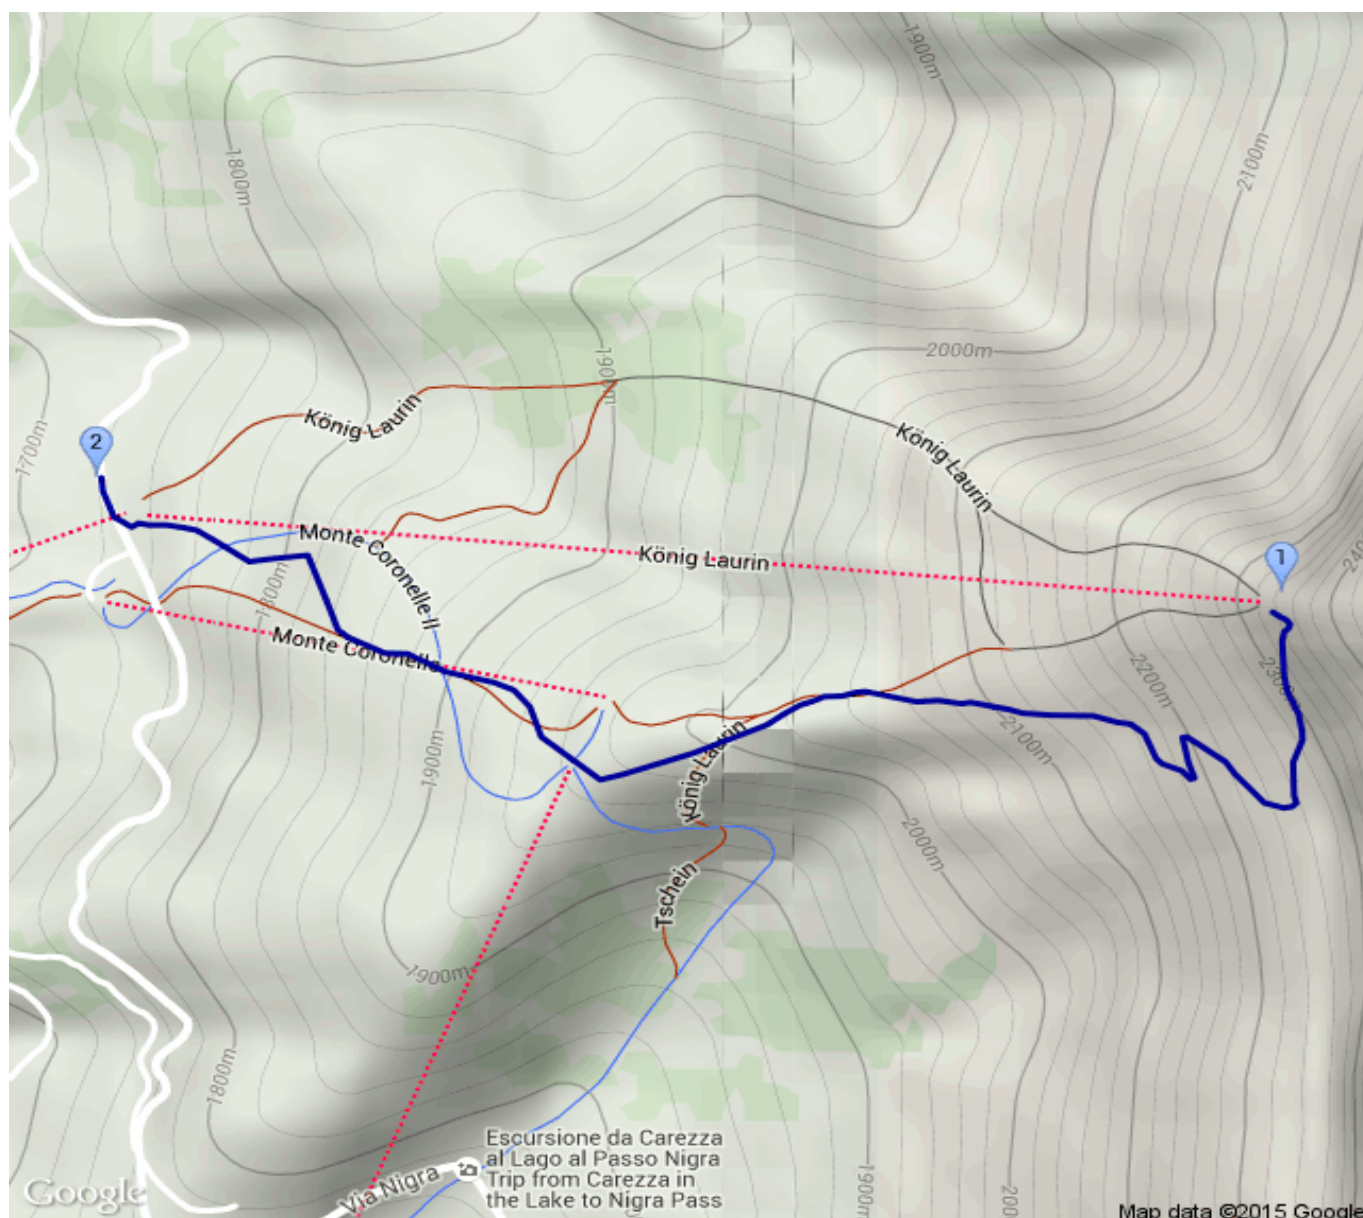 1900m
1800m
2100m
2000m
1900m
König Laurin
König Laurin
2
1700m
Monte Coronelle II
König Laurin
1
1800m
Monte Coronelle
2200m
2300
2100m
König Laurin
1900m
2000m
Tschein
1900m
1800m
Escursione da Carezza
al Lago al Passo Nigra
Trip from Carezza in
the Lake to Nigra Pass
Via Nigra
1900m
200
Google
Map data ©2015 Google